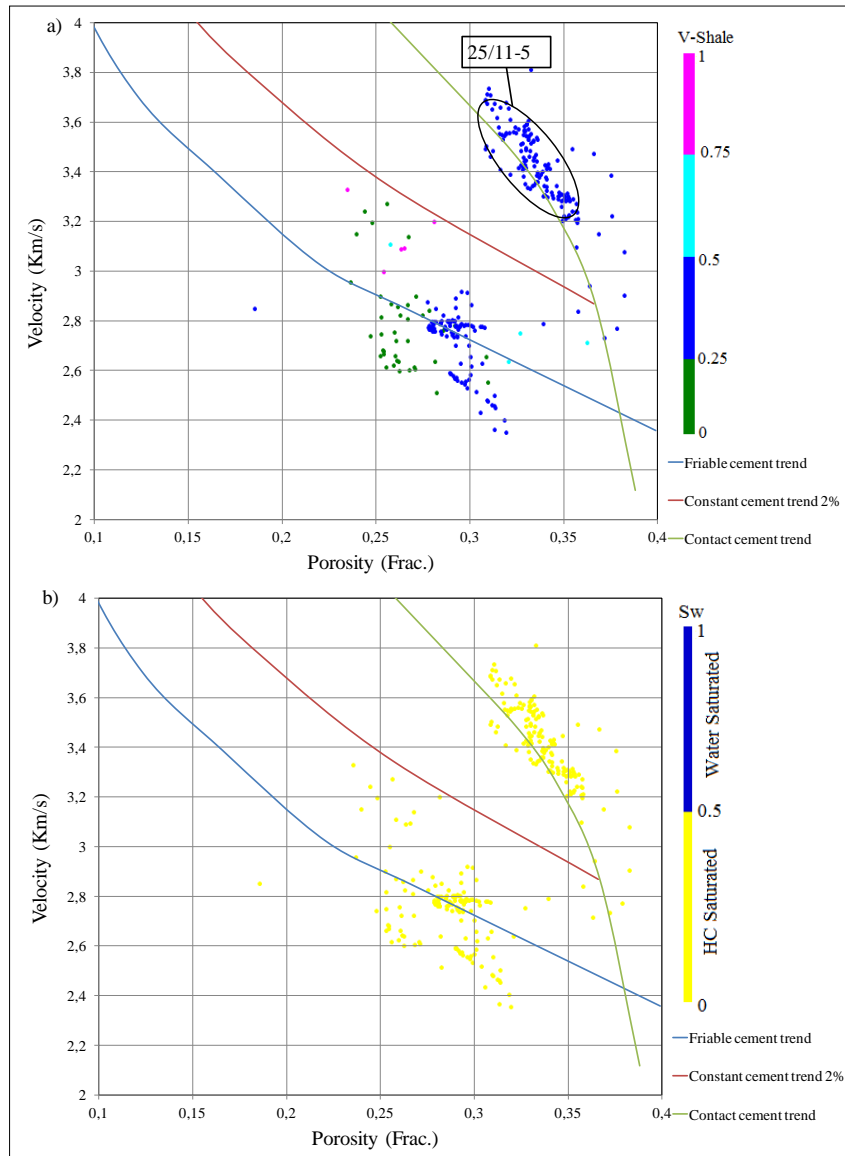 a)
25/11-5
V-Shale
1
0.75
0.5
0.25
0
4
3,8
3,6
3,4
3,2
3
2,8
2,6
2,4
2,2
2
Velocity (Km/s)
0,1
0,15
0,2
0,25
0,3
0,35
0,4
Porosity (Frac.)
Friable cement trend
Constant cement trend 2%
Contact cement trend
b)
Sw
1
Water Saturated
0.5
HC Saturated
0
4
3,8
3,6
3,4
3,2
3
2,8
2,6
2,4
2,2
2
Velocity (Km/s)
0,1
0,15
0,2
0,25
0,3
0,35
0,4
Porosity (Frac.)
Friable cement trend
Constant cement trend 2%
Contact cement trend